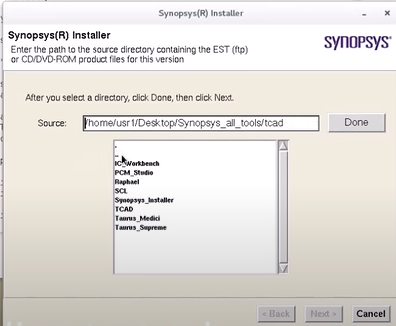 Synopsys(R) Installer
Synopsys(R) Installer
Enter the path to the source directory containing the EST (ftp)
or CD/DVD-ROM product files for this version
SYNOPSYS
After you select a directory, click Done, then click Next.
Source: /home/usr1/Desktop/Synopsys_all_tools/tcad Done
.
..
IC_Workbench
PCM_Studio
Raphael
SCL
Synopsys_Installer
TCAD
Taurus_Medici
Taurus_Supreme
< Back Next > Cancel